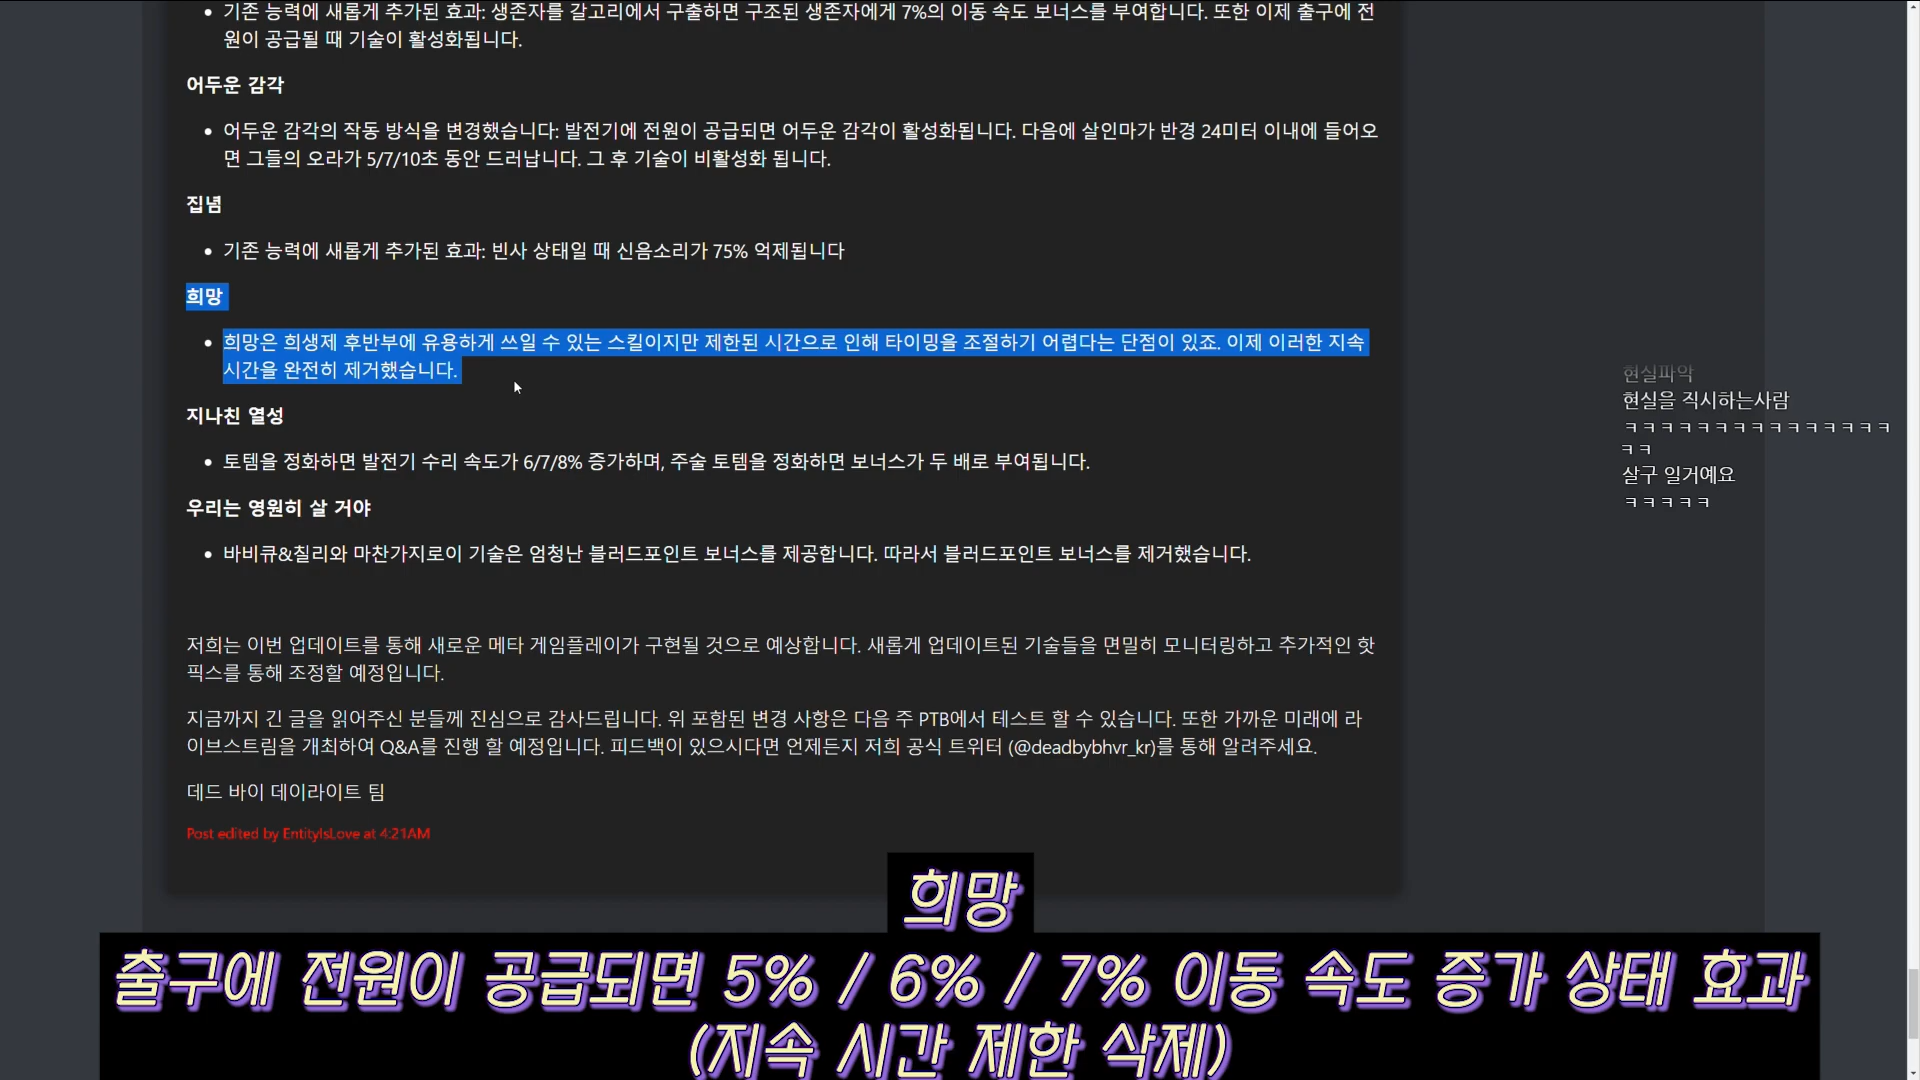 기존 능력에 새롭게 추가된 효과: 생존자를 갈고리에서 구출하면 구조된 생존자에게 7%의 이동 속도 보너스를 부여합니다. 또한 이제 출구에 전
원이 공급될 때 기술이 활성화됩니다.
어두운 감각
어두운 감각의 작동 방식을 변경했습니다: 발전기에 전원이 공급되면 어두운 감각이 활성화됩니다. 다음에 살인마가 반경 24미터 이내에 들어오
면 그들의 오라가 5/7/10초 동안 드러납니다. 그 후 기술이 비활성화 됩니다.
집념
기존 능력에 새롭게 추가된 효과: 빈사 상태일 때 신음소리가 75% 억제됩니다
희망
희망은 희생제 후반부에 유용하게 쓰일 수 있는 스킬이지만 제한된 시간으로 인해 타이밍을 조절하기 어렵다는 단점이 있죠. 이제 이러한 지속
시간을 완전히 제거했습니다.
지나친 열성
토템을 정화하면 발전기 수리 속도가 6/7/8% 증가하며, 주술 토템을 정화하면 보너스가 두 배로 부여됩니다.
우리는 영원히 살 거야
바비큐&칠리와 마찬가지로이 기술은 엄청난 블러드포인트 보너스를 제공합니다. 따라서 블러드포인트 보너스를 제거했습니다.
저희는 이번 업데이트를 통해 새로운 메타 게임플레이가 구현될 것으로 예상합니다. 새롭게 업데이트된 기술들을 면밀히 모니터링하고 추가적인 핫
픽스를 통해 조정할 예정입니다.
지금까지 긴 글을 읽어주신 분들께 진심으로 감사드립니다. 위 포함된 변경 사항은 다음 주 PTB에서 테스트 할 수 있습니다. 또한 가까운 미래에 라
이브스트림을 개최하여 Q&A를 진행 할 예정입니다. 피드백이 있으시다면 언제든지 저희 공식 트위터 (@deadbybhvr_kr)를 통해 알려주세요.
데드 바이 데이라이트 팀
Post edited by EntityIsLove at 4:21AM
현실파악
현실을 직시하는사람
ㅋㅋㅋㅋㅋㅋㅋㅋㅋㅋㅋㅋㅋㅋㅋ
ㅋㅋ
살구 일거예요
ㅋㅋㅋㅋㅋ
희망
출구에 전원이 공급되면 5% / 6% / 7% 이동 속도 증가 상태 효과
(지속 시간 제한 삭제)